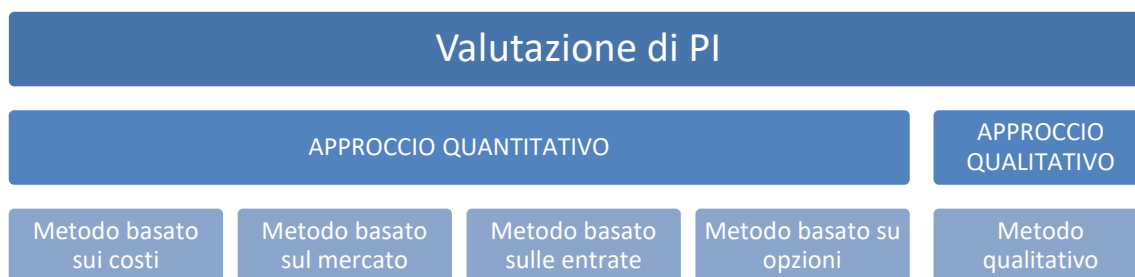 Valutazione di PI
APPROCCIO QUANTITATIVO
APPROCCIO
QUALITATIVO
Metodo basato
sui costi
Metodo basato
sul mercato
Metodo basato
sulle entrate
Metodo basato su
opzioni
Metodo
qualitativo